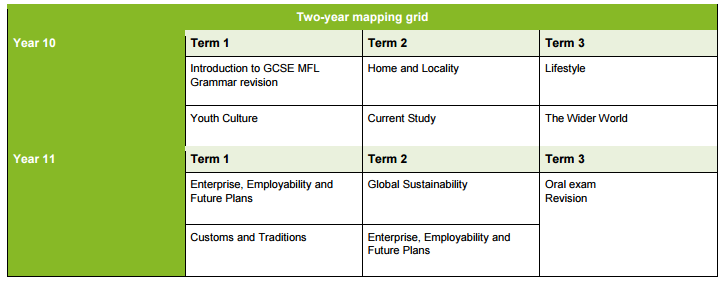 Two-year mapping grid
Year 10
Term 1
Term 2
Term 3
Introduction to GCSE MFL
Grammar revision
Home and Locality
Lifestyle
Youth Culture
Current Study
The Wider World
Year 11
Term 1
Term 2
Term 3
Enterprise, Employability and
Future Plans
Global Sustainability
Oral exam
Revision
Customs and Traditions
Enterprise, Employability and
Future Plans